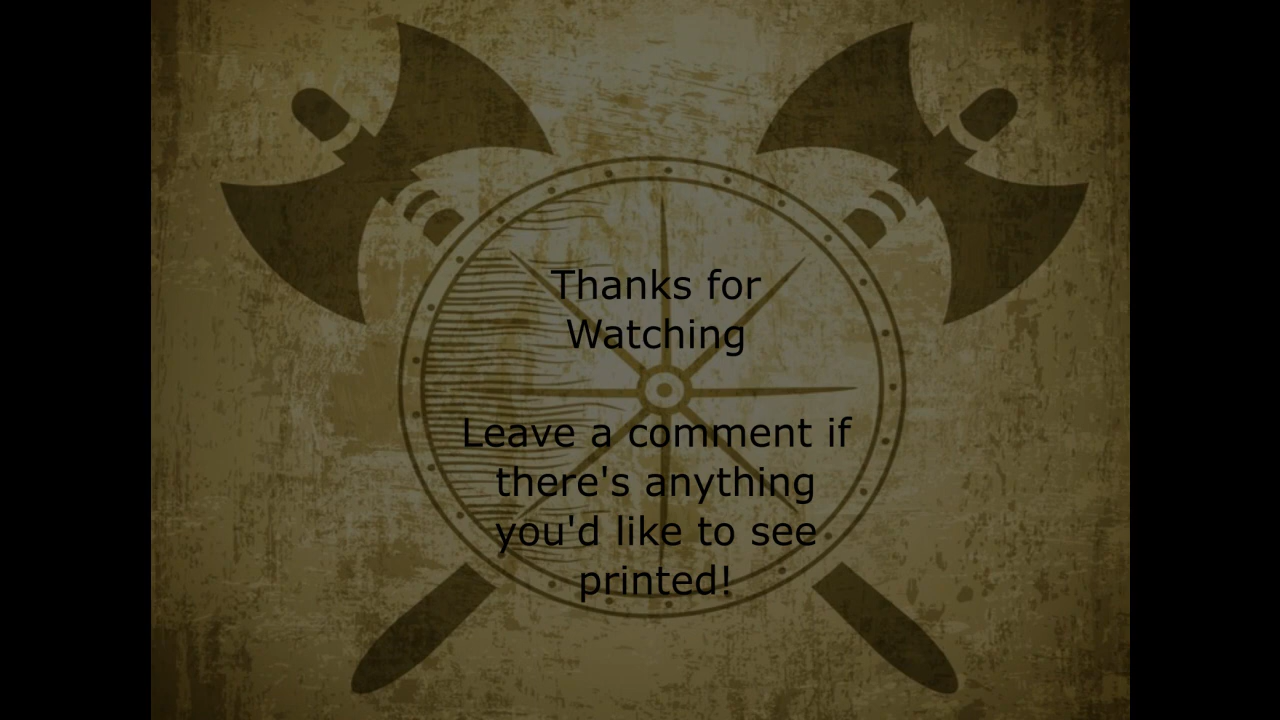 Thanks for
Watching
Leave a comment if
there's anything
you'd like to see
printed!